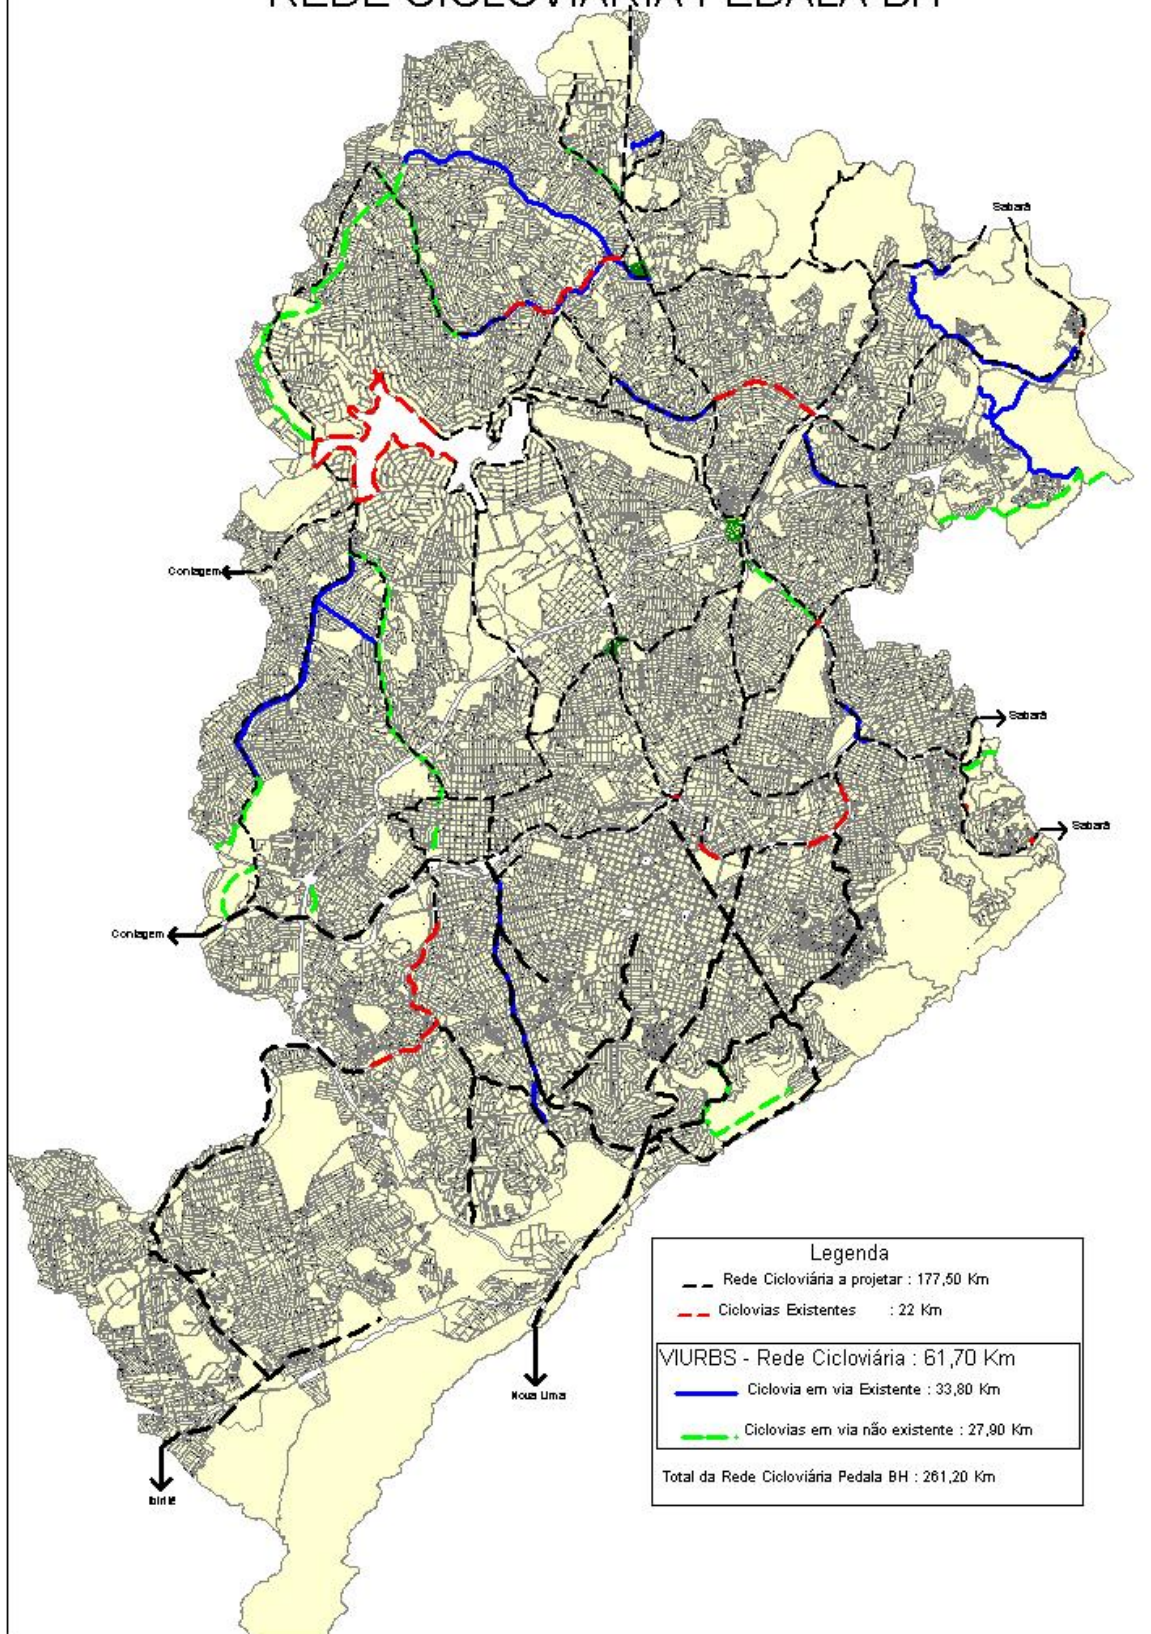 REDE CICLOVIÁRIA PEDALA BH
Sabará
Contagem
Sabará
Sabará
Contagem
Legenda
Rede Cicloviária a projetar : 177,50 Km
Ciclovias Existentes : 22 Km
VIURBS - Rede Cicloviária : 61,70 Km
Ciclovia em via Existente : 33,80 Km
Ciclovias em via não existente : 27,90 Km
Total da Rede Cicloviária Pedala BH : 261,20 Km
Nova Lima
Ibirité